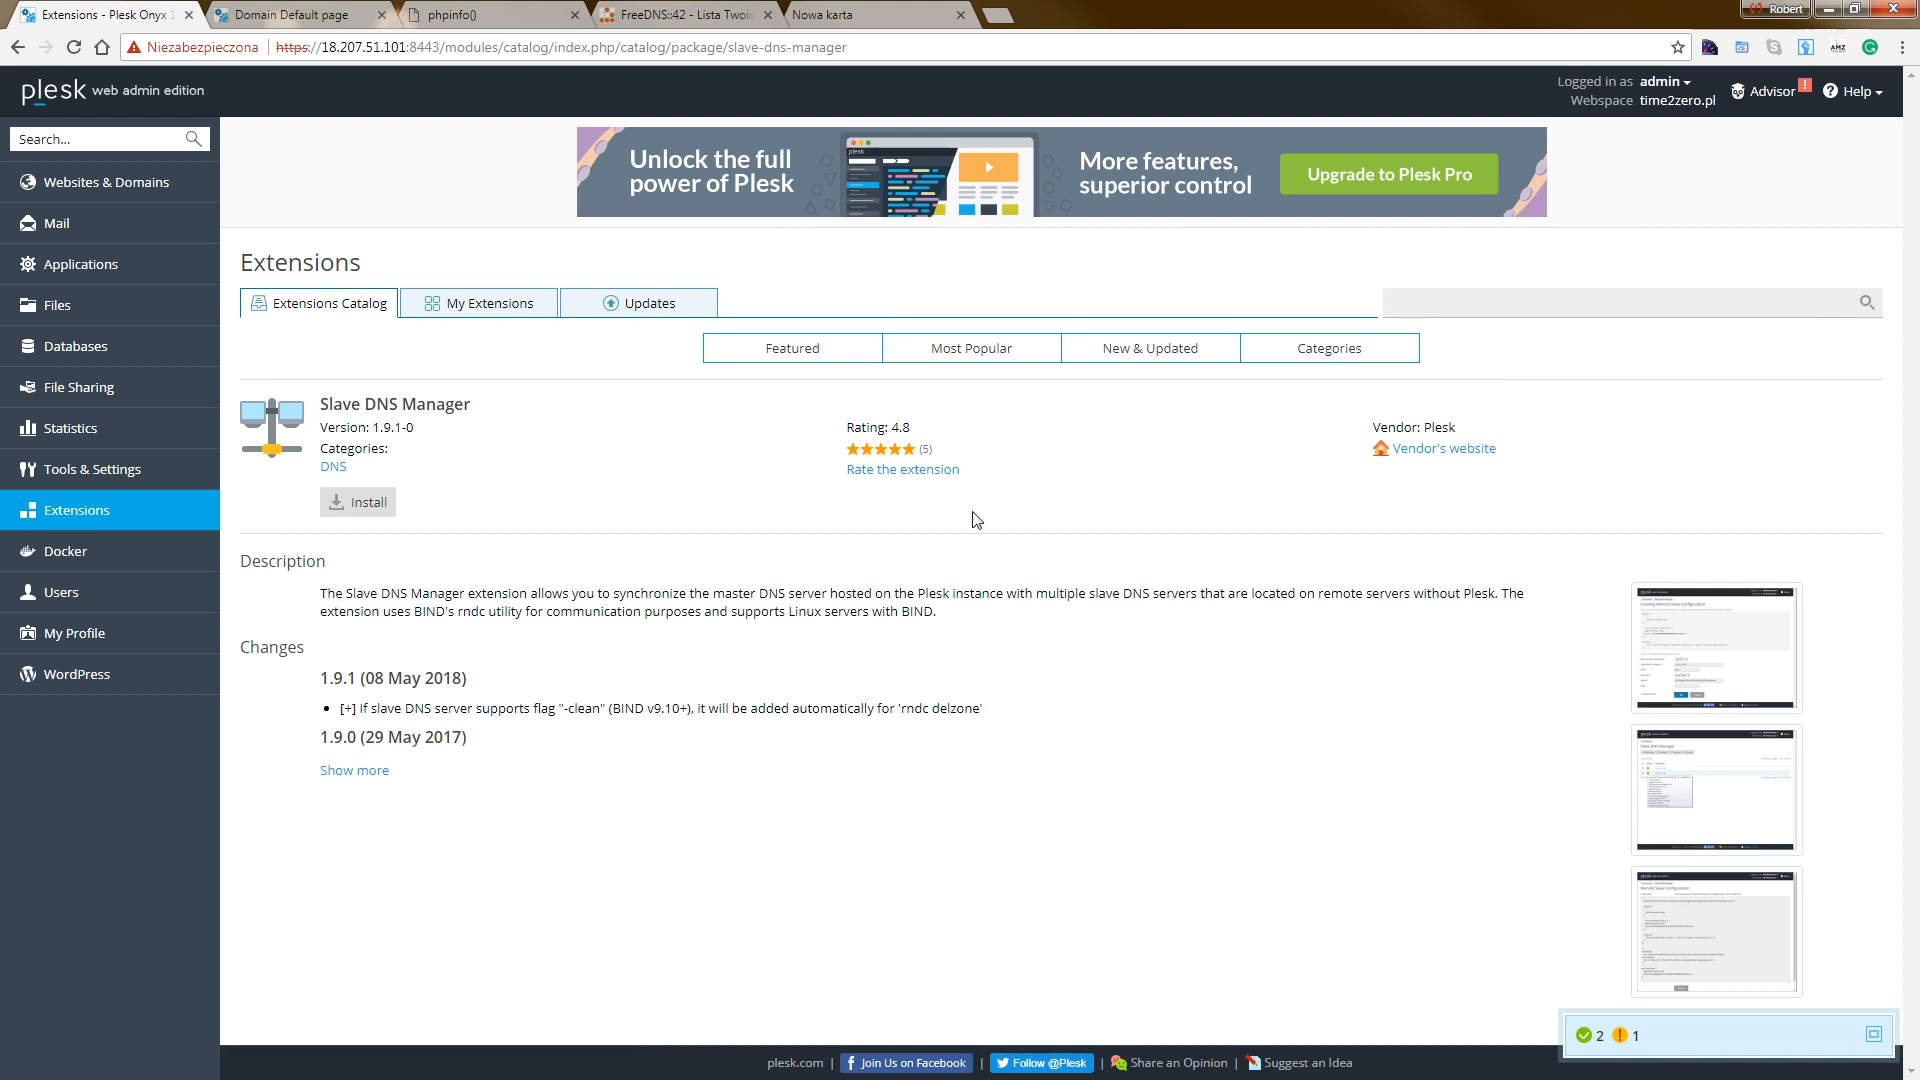 Extensions - Plesk Onyx 1
Domain Default page
phpinfo()
FreeDNS::42 - Lista Twoic
Nowa karta
Robert
Niezabezpieczona
https://18.207.51.101:8443/modules/catalog/index.php/catalog/package/slave-dns-manager
AMZ
plesk web admin edition
Logged in as admin
Webspace time2zero.pl
Advisor !
? Help
Search...
Websites & Domains
Mail
Applications
Files
Databases
File Sharing
Statistics
Tools & Settings
Extensions
Docker
Users
My Profile
WordPress
Unlock the full
power of Plesk
plesk
More features,
superior control
Upgrade to Plesk Pro
Extensions
Extensions Catalog
My Extensions
Updates
Featured
Most Popular
New & Updated
Categories
Slave DNS Manager
Version: 1.9.1-0
Categories:
DNS
Install
Rating: 4.8
(5)
Rate the extension
Vendor: Plesk
Vendor's website
Description
The Slave DNS Manager extension allows you to synchronize the master DNS server hosted on the Plesk instance with multiple slave DNS servers that are located on remote servers without Plesk. The
extension uses BIND's rndc utility for communication purposes and supports Linux servers with BIND.
Changes
1.9.1 (08 May 2018)
• [+] If slave DNS server supports flag "-clean" (BIND v9.10+), it will be added automatically for 'rndc delzone'
1.9.0 (29 May 2017)
Show more
2 ! 1
plesk.com | f Join Us on Facebook | Follow @Plesk | Share an Opinion | Suggest an Idea